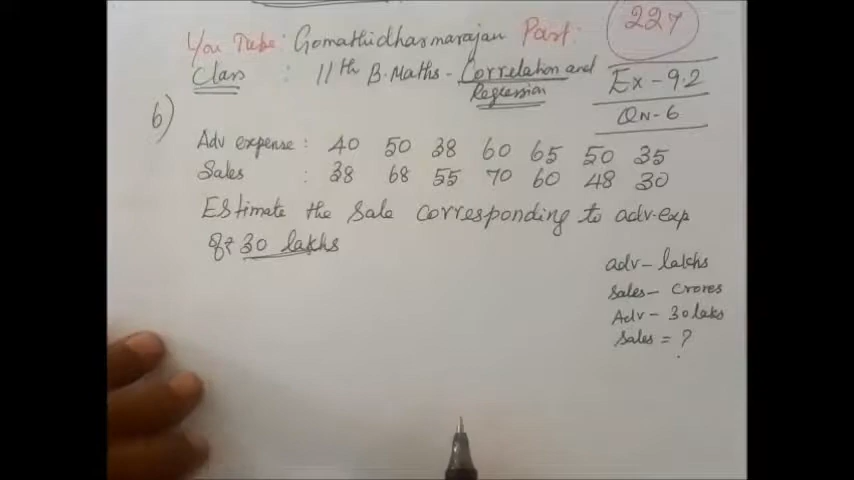 You Tube: Gomathidharmarajan Part: 227
Class : 11th B.Maths - Correlation and Regression
Ex - 9.2
QN - 6
6)
Adv expense : 40 50 38 60 65 50 35
Sales : 38 68 55 70 60 48 30
Estimate the sale corresponding to adv.exp
of ₹ 30 lakhs
adv - lakhs
Sales - crores
Adv - 30 laks
Sales = ?